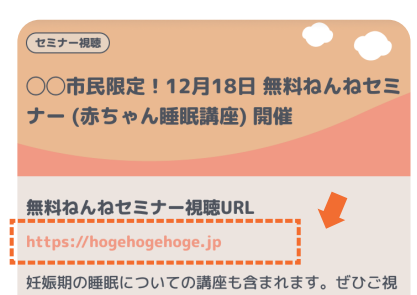 セミナー視聴
◯◯市民限定！12月18日 無料ねんねセミ
ナー (赤ちゃん睡眠講座) 開催
無料ねんねセミナー視聴URL
https://hogehogehoge.jp
妊娠期の睡眠についての講座も含まれます。ぜひご視